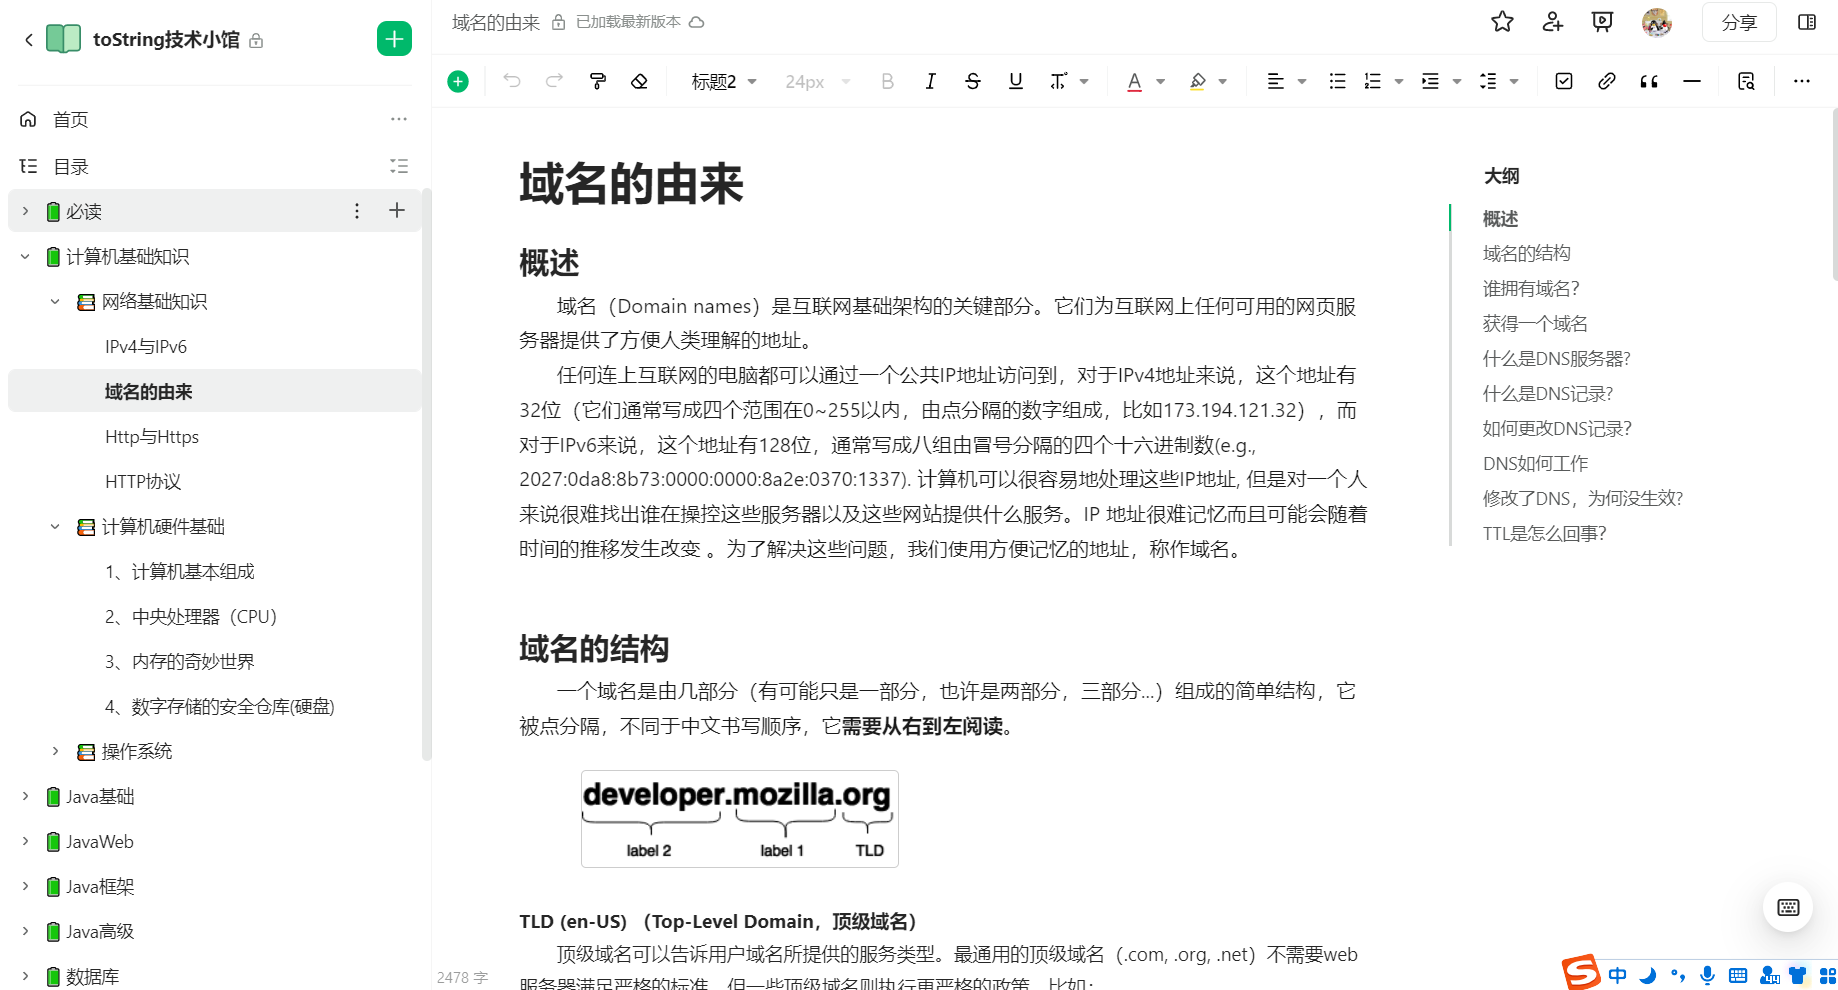 toString技术小馆
首页
目录
必读
计算机基础知识
网络基础知识
IPv4与IPv6
域名的由来
Http与Https
HTTP协议
计算机硬件基础
1、计算机基本组成
2、中央处理器（CPU）
3、内存的奇妙世界
4、数字存储的安全仓库(硬盘)
操作系统
Java基础
JavaWeb
Java框架
Java高级
数据库
域名的由来 已加载最新版本
分享
标题2 24px
域名的由来
概述
域名（Domain names）是互联网基础架构的关键部分。它们为互联网上任何可用的网页服
务器提供了方便人类理解的地址。
任何连上互联网的电脑都可以通过一个公共IP地址访问到，对于IPv4地址来说，这个地址有
32位（它们通常写成四个范围在0~255以内，由点分隔的数字组成，比如173.194.121.32），而
对于IPv6来说，这个地址有128位，通常写成八组由冒号分隔的四个十六进制数(e.g.,
2027:0da8:8b73:0000:0000:8a2e:0370:1337). 计算机可以很容易地处理这些IP地址, 但是对一个人
来说很难找出谁在操控这些服务器以及这些网站提供什么服务。IP 地址很难记忆而且可能会随着
时间的推移发生改变 。为了解决这些问题，我们使用方便记忆的地址，称作域名。
域名的结构
一个域名是由几部分（有可能只是一部分，也许是两部分，三部分...）组成的简单结构，它
被点分隔，不同于中文书写顺序，它需要从右到左阅读。
developer.mozilla.org
label 2 label 1 TLD
TLD (en-US) （Top-Level Domain，顶级域名）
顶级域名可以告诉用户域名所提供的服务类型。最通用的顶级域名（.com, .org, .net）不需要web
服务器满足严格的标准，但一些顶级域名则执行更严格的政策。比如：
2478 字
大纲
概述
域名的结构
谁拥有域名?
获得一个域名
什么是DNS服务器?
什么是DNS记录?
如何更改DNS记录?
DNS如何工作
修改了DNS，为何没生效?
TTL是怎么回事?
中